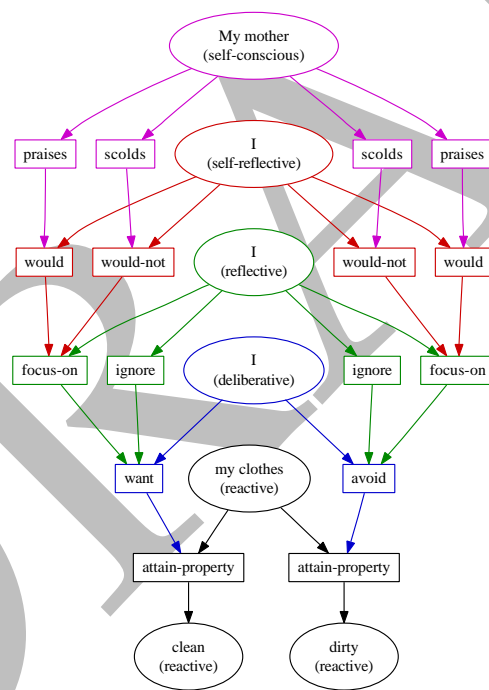 My mother
(self-conscious)
praises
scolds
I
(self-reflective)
scolds
praises
would
would-not
I
(reflective)
would-not
would
focus-on
ignore
I
(deliberative)
ignore
focus-on
want
my clothes
(reactive)
avoid
attain-property
attain-property
clean
(reactive)
dirty
(reactive)